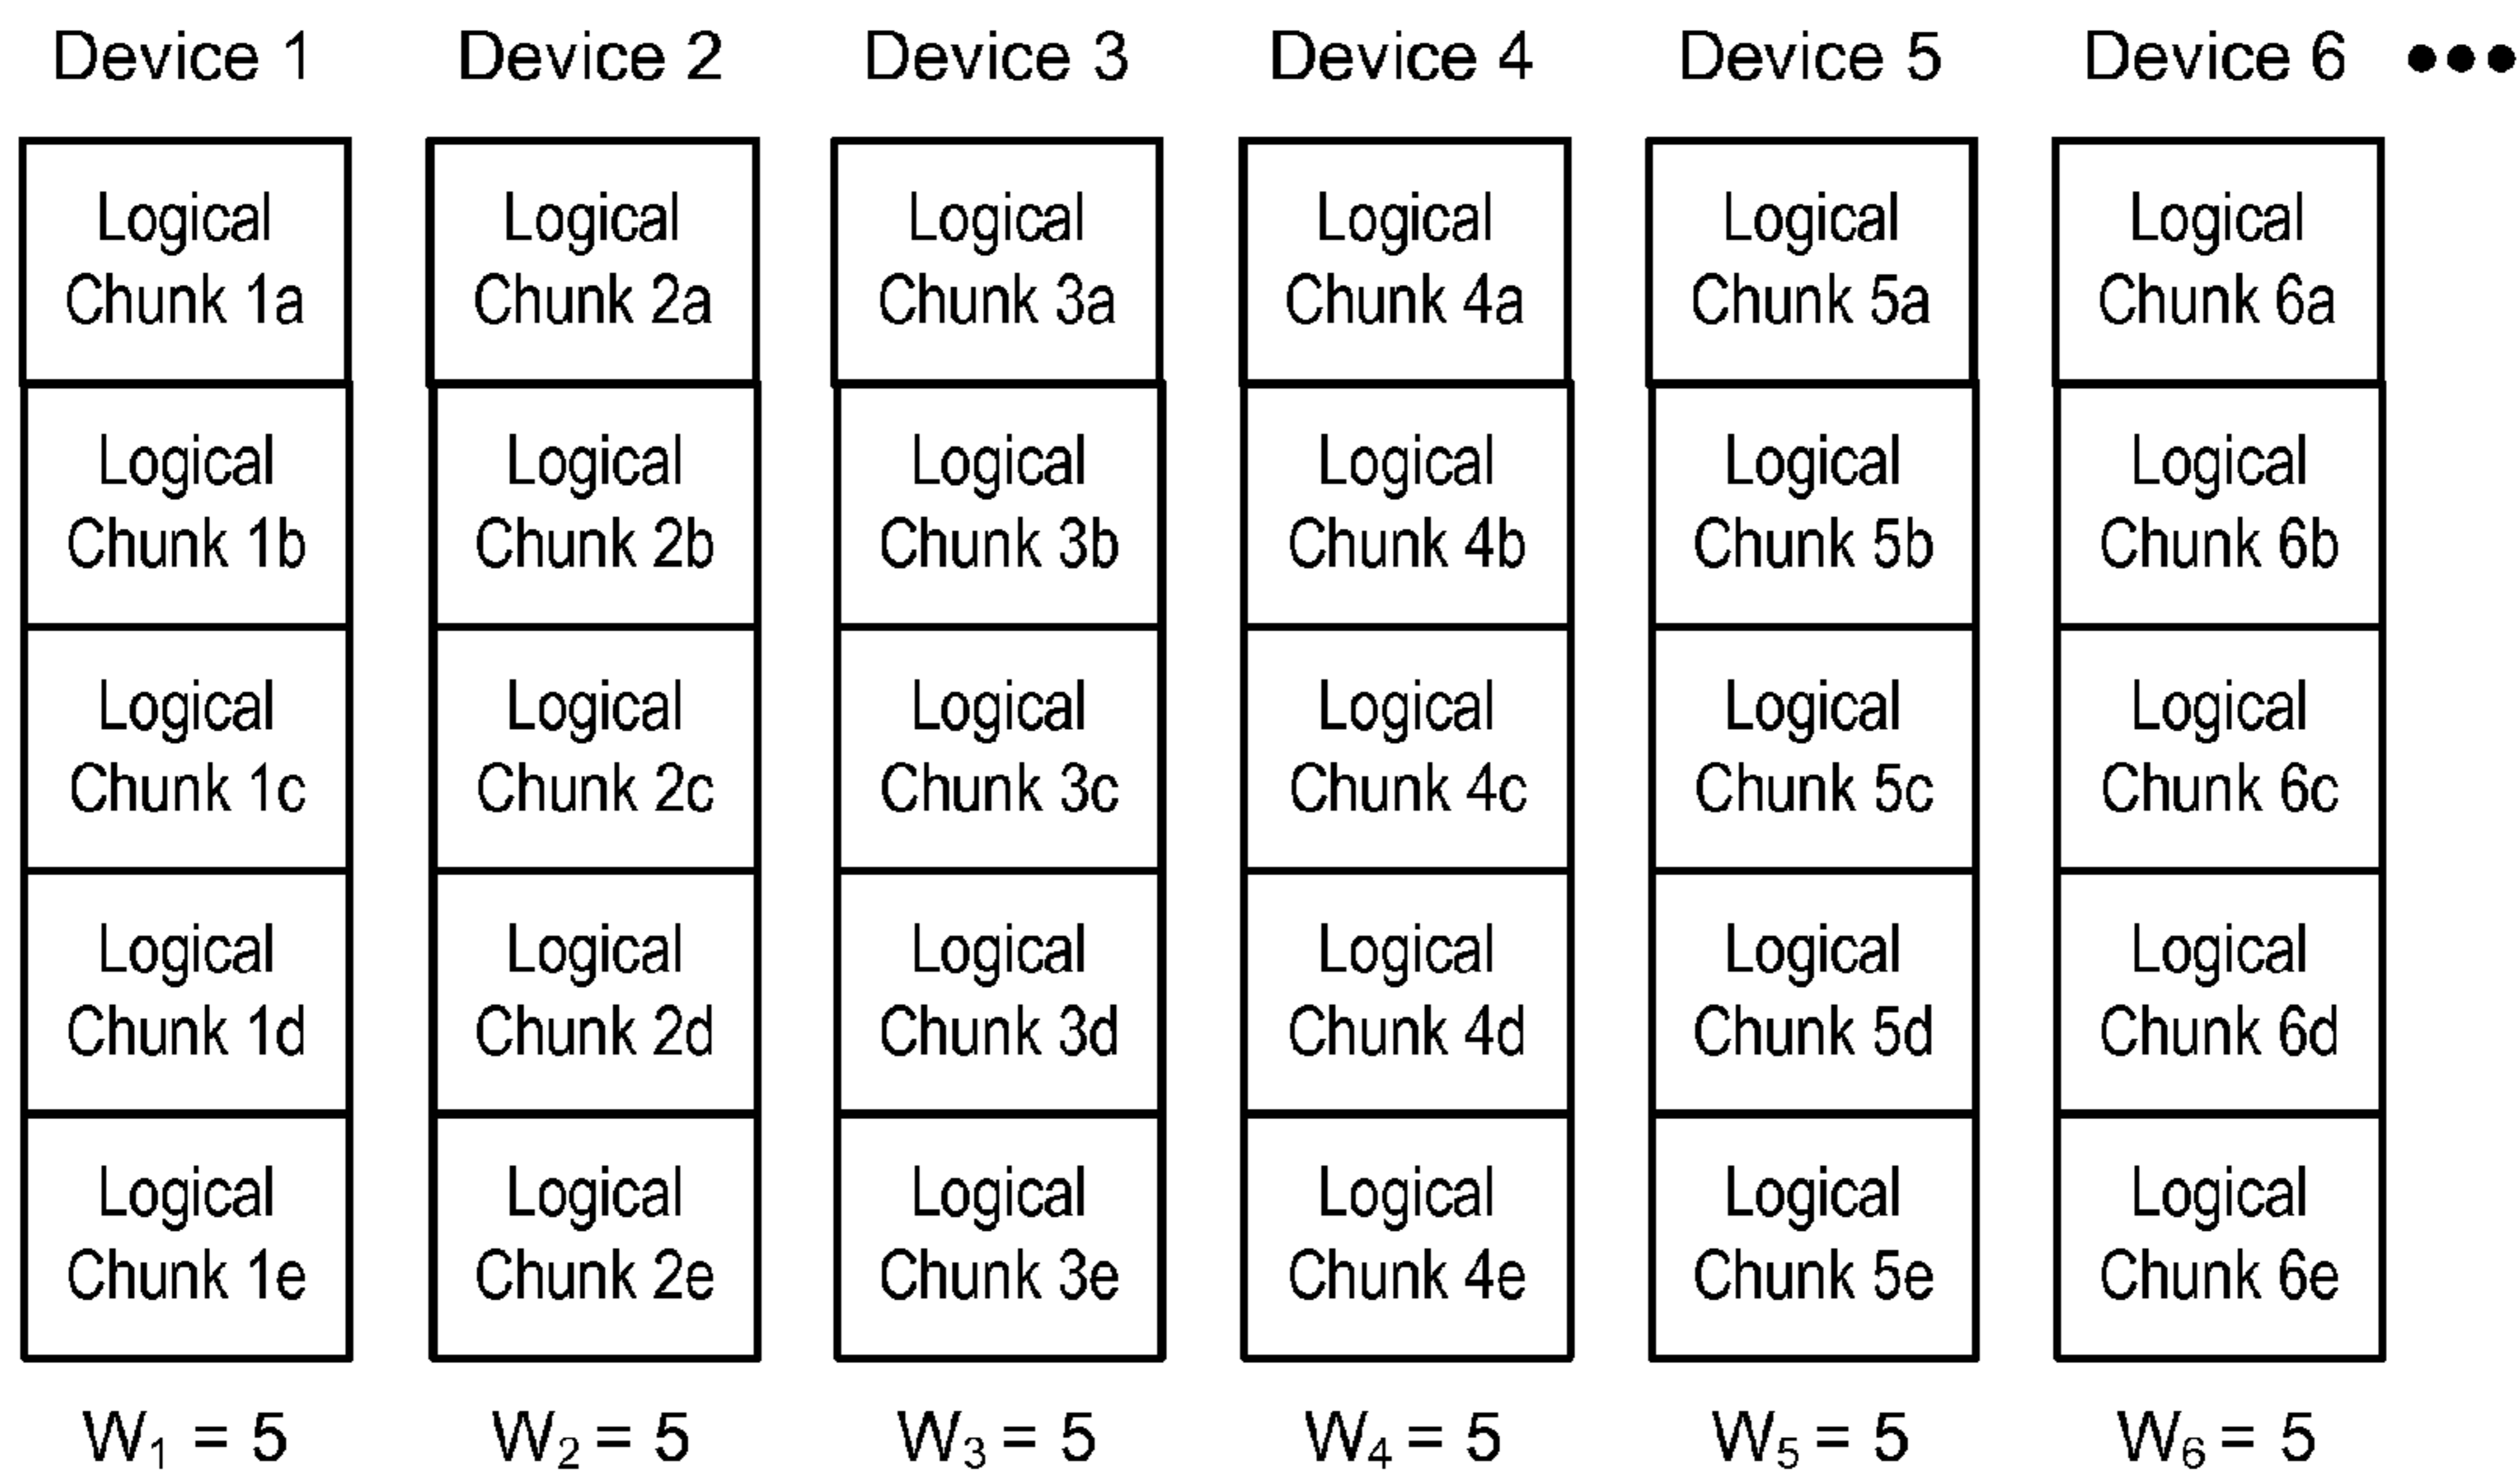 Device 1 Device 2 Device 3 Device 4 Device 5 Device 6 •••
Logical Logical Logical Logical Logical Logical
Chunk 1a Chunk 2a Chunk 3a Chunk 4a Chunk 5a Chunk 6a
Logical Logical Logical Logical Logical Logical
Chunk 1b Chunk 2b Chunk 3b Chunk 4b Chunk 5b Chunk 6b
Logical Logical Logical Logical Logical Logical
Chunk 1c Chunk 2c Chunk 3c Chunk 4c Chunk 5c Chunk 6c
Logical Logical Logical Logical Logical Logical
Chunk 1d Chunk 2d Chunk 3d Chunk 4d Chunk 5d Chunk 6d
Logical Logical Logical Logical Logical Logical
Chunk 1e Chunk 2e Chunk 3e Chunk 4e Chunk 5e Chunk 6e
W₁ = 5 W₂ = 5 W₃ = 5 W₄ = 5 W₅ = 5 W₆ = 5